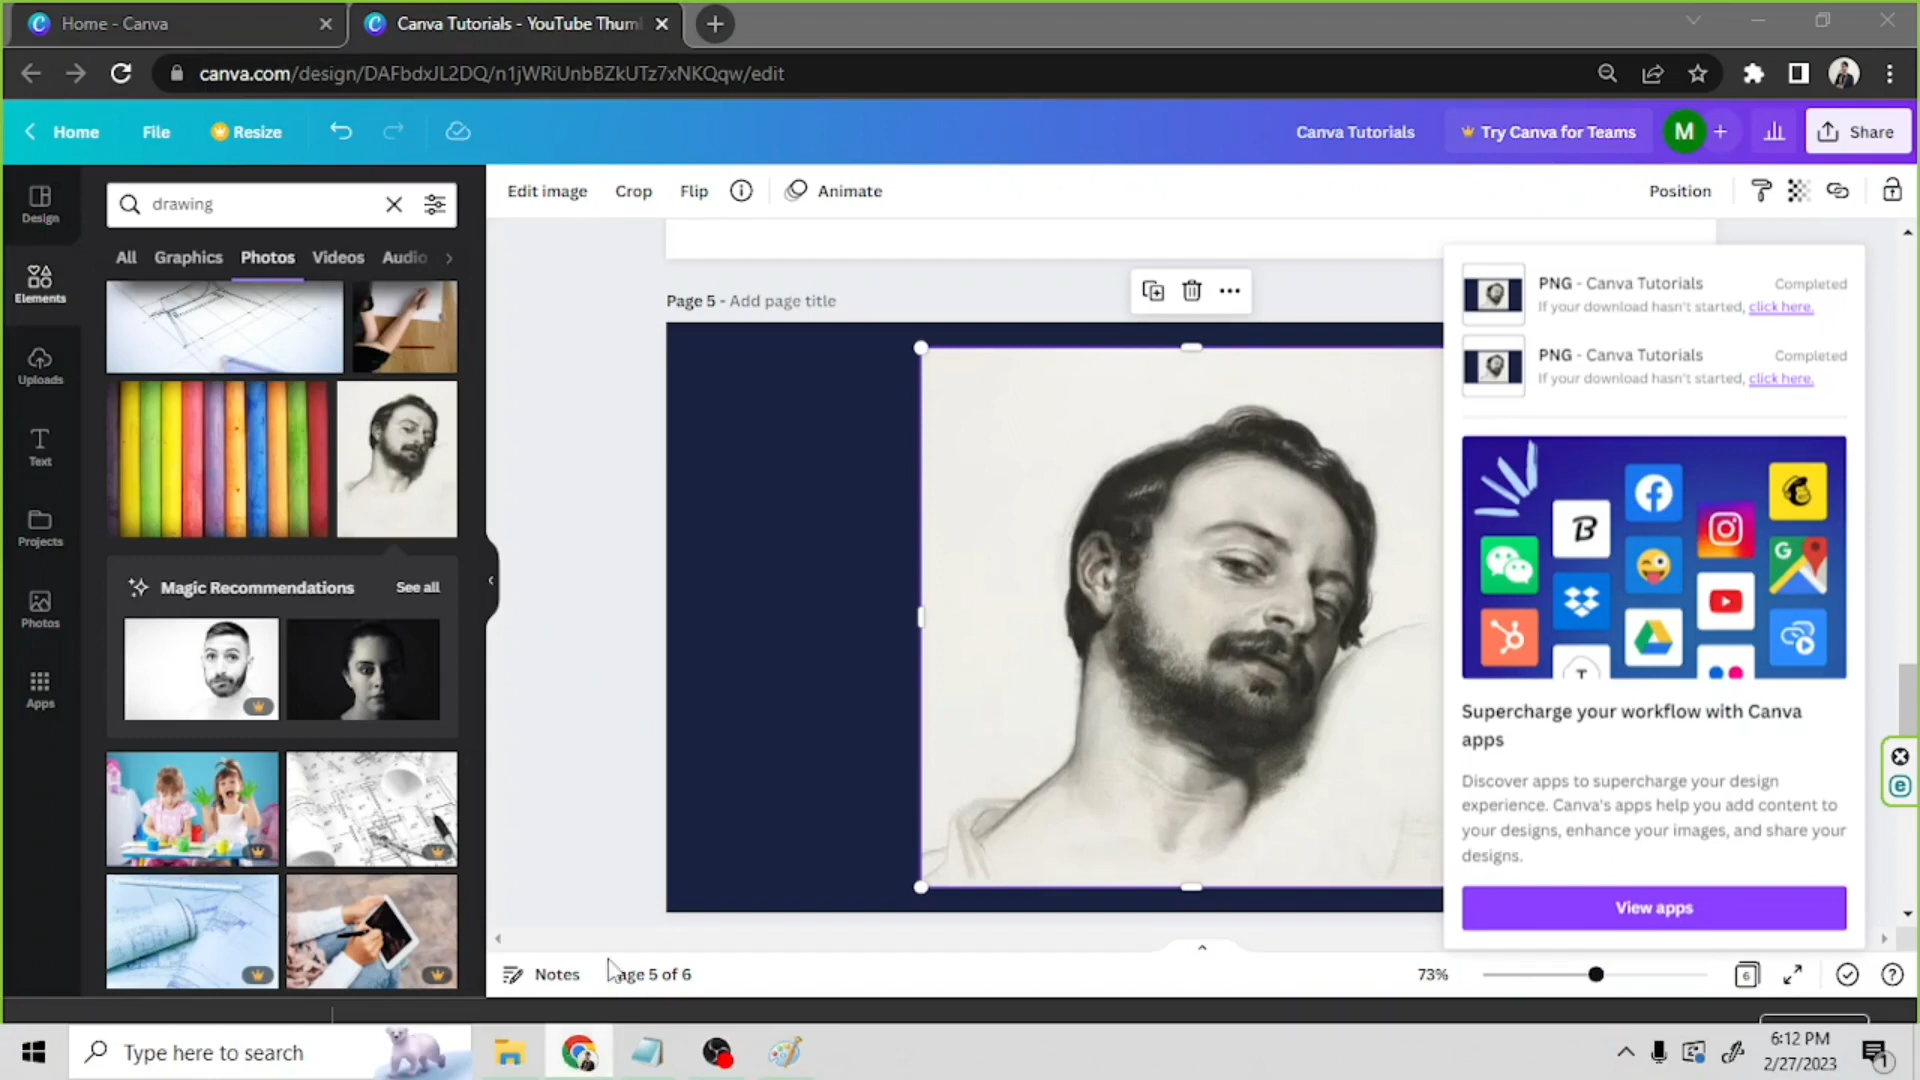 Home - Canva
Canva Tutorials - YouTube Thum
canva.com/design/DAFbdxJL2DQ/n1jWRiUnbBZkUTz7xNKQqw/edit
Home
File
Resize
Canva Tutorials
Try Canva for Teams
M
Share
Design
Elements
Uploads
Text
Projects
Photos
Apps
drawing
All Graphics Photos Videos Audio
Magic Recommendations
See all
Edit image
Crop
Flip
Animate
Position
Page 5 - Add page title
PNG - Canva Tutorials
Completed
If your download hasn't started, click here.
PNG - Canva Tutorials
Completed
If your download hasn't started, click here.
Supercharge your workflow with Canva
apps
Discover apps to supercharge your design
experience. Canva's apps help you add content to
your designs, enhance your images, and share your
designs.
View apps
Notes
age 5 of 6
73%
6
Type here to search
6:12 PM
2/27/2023
1